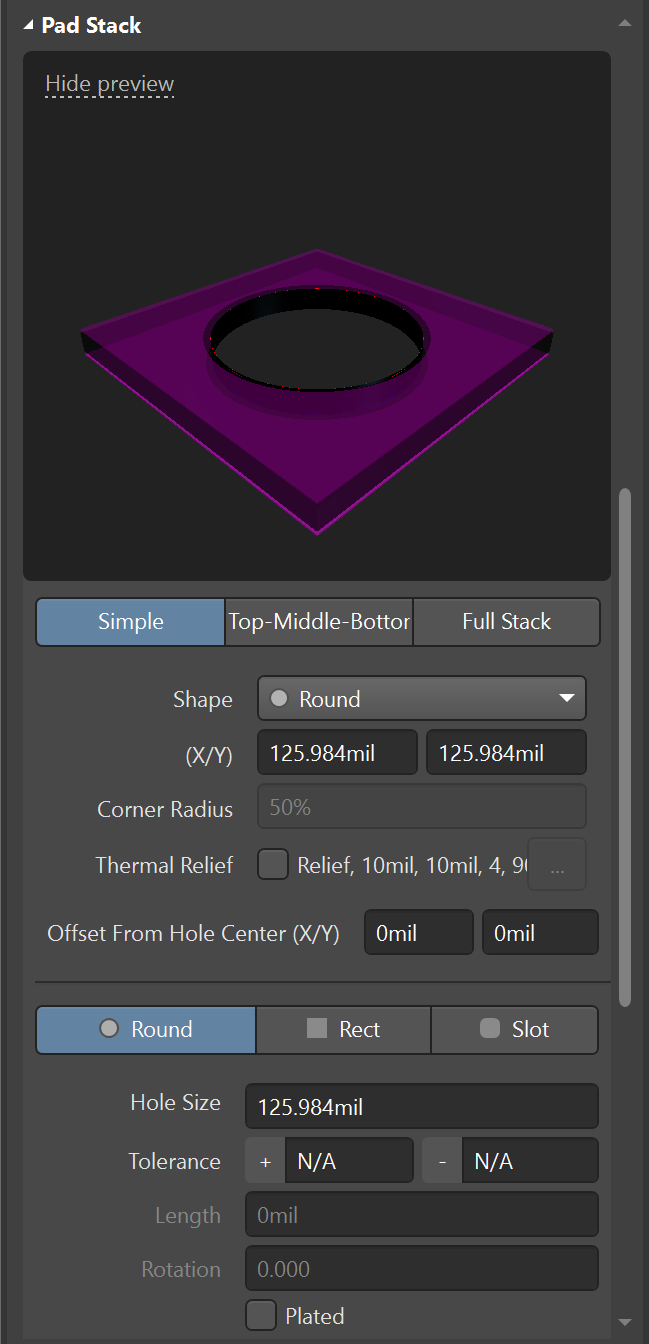 Pad Stack
Hide preview
Simple Top-Middle-Bottor Full Stack
Shape Round
(X/Y) 125.984mil 125.984mil
Corner Radius 50%
Thermal Relief Relief, 10mil, 10mil, 4, 90 ...
Offset From Hole Center (X/Y) 0mil 0mil
Round Rect Slot
Hole Size 125.984mil
Tolerance + N/A - N/A
Length 0mil
Rotation 0.000
Plated